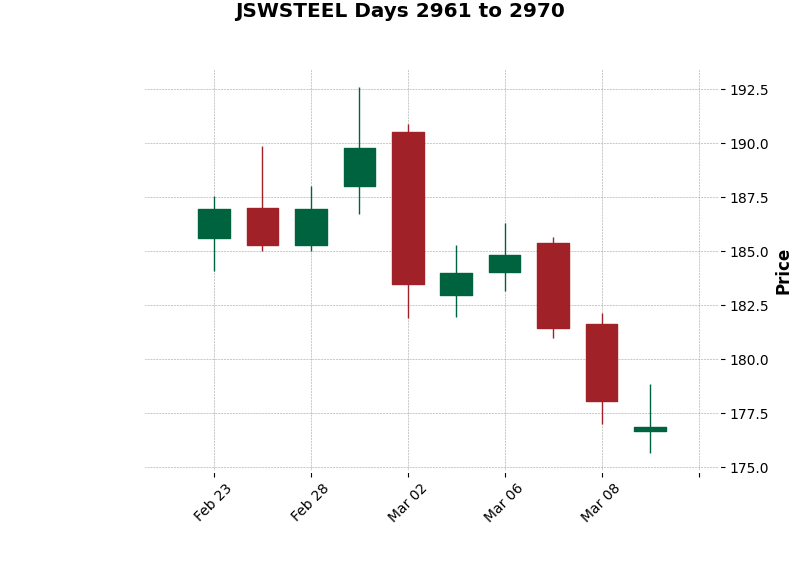 JSWSTEEL Days 2961 to 2970
192.5
190.0
187.5
185.0
182.5
180.0
177.5
175.0
Price
Feb 23
Feb 28
Mar 02
Mar 06
Mar 08